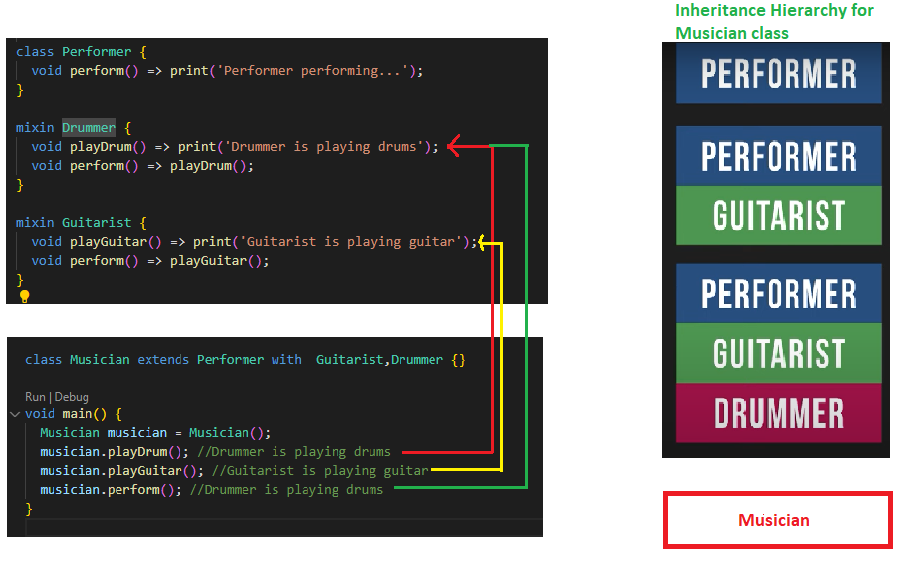 class Performer {
void perform() => print('Performer performing...');
}
mixin Drummer {
void playDrum() => print('Drummer is playing drums');
void perform() => playDrum();
}
mixin Guitarist {
void playGuitar() => print('Guitarist is playing guitar');
void perform() => playGuitar();
}
class Musician extends Performer with  Guitarist,Drummer {}
Run | Debug
void main() {
Musician musician = Musician();
musician.playDrum(); //Drummer is playing drums
musician.playGuitar(); //Guitarist is playing guitar
musician.perform(); //Drummer is playing drums
}
Inheritance Hierarchy for
Musician class
PERFORMER
PERFORMER
GUITARIST
PERFORMER
GUITARIST
DRUMMER
Musician